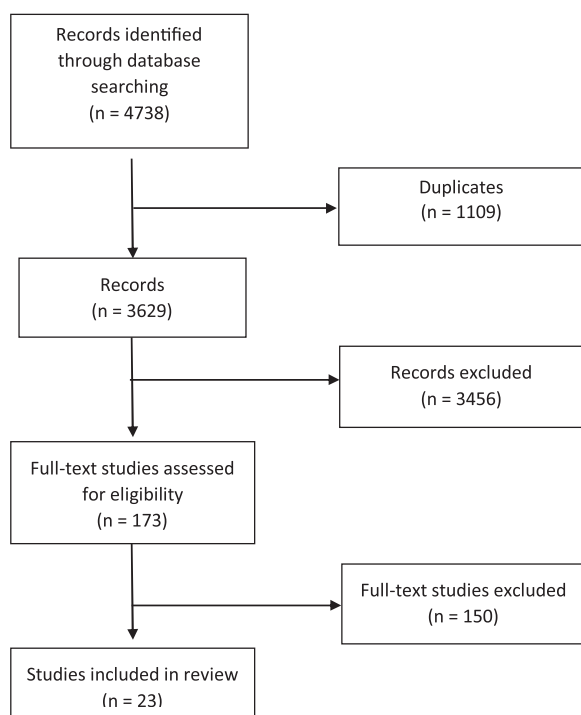 Records identified
through database
searching
(n = 4738)
Duplicates
(n = 1109)
Records
(n = 3629)
Records excluded
(n = 3456)
Full-text studies assessed
for eligibility
(n = 173)
Full-text studies excluded
(n = 150)
Studies included in review
(n = 23)